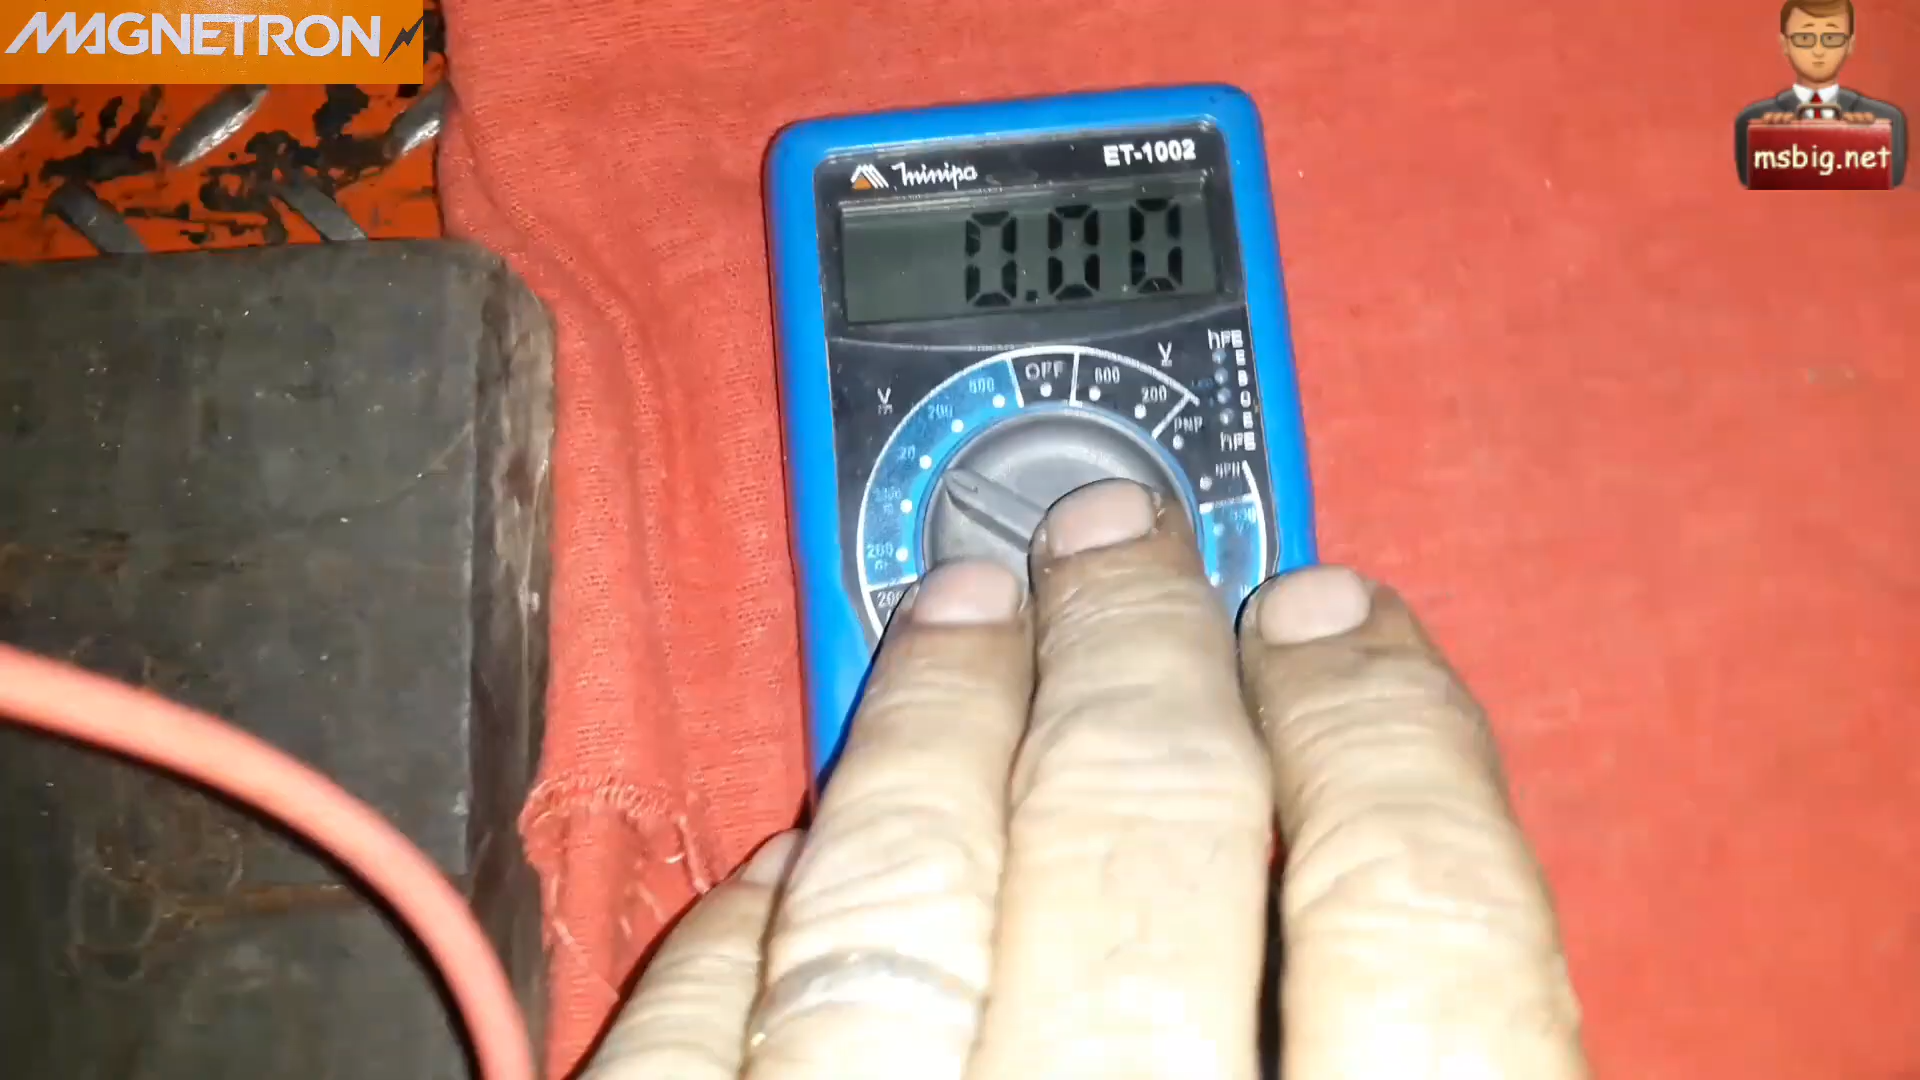 MAGNETRON
msbig.net
minipa
ET-1002
0.00
hFE
E
B
C
E
hFE
V
OFF
600
200
PNP
NPN
V
600
200
20
200